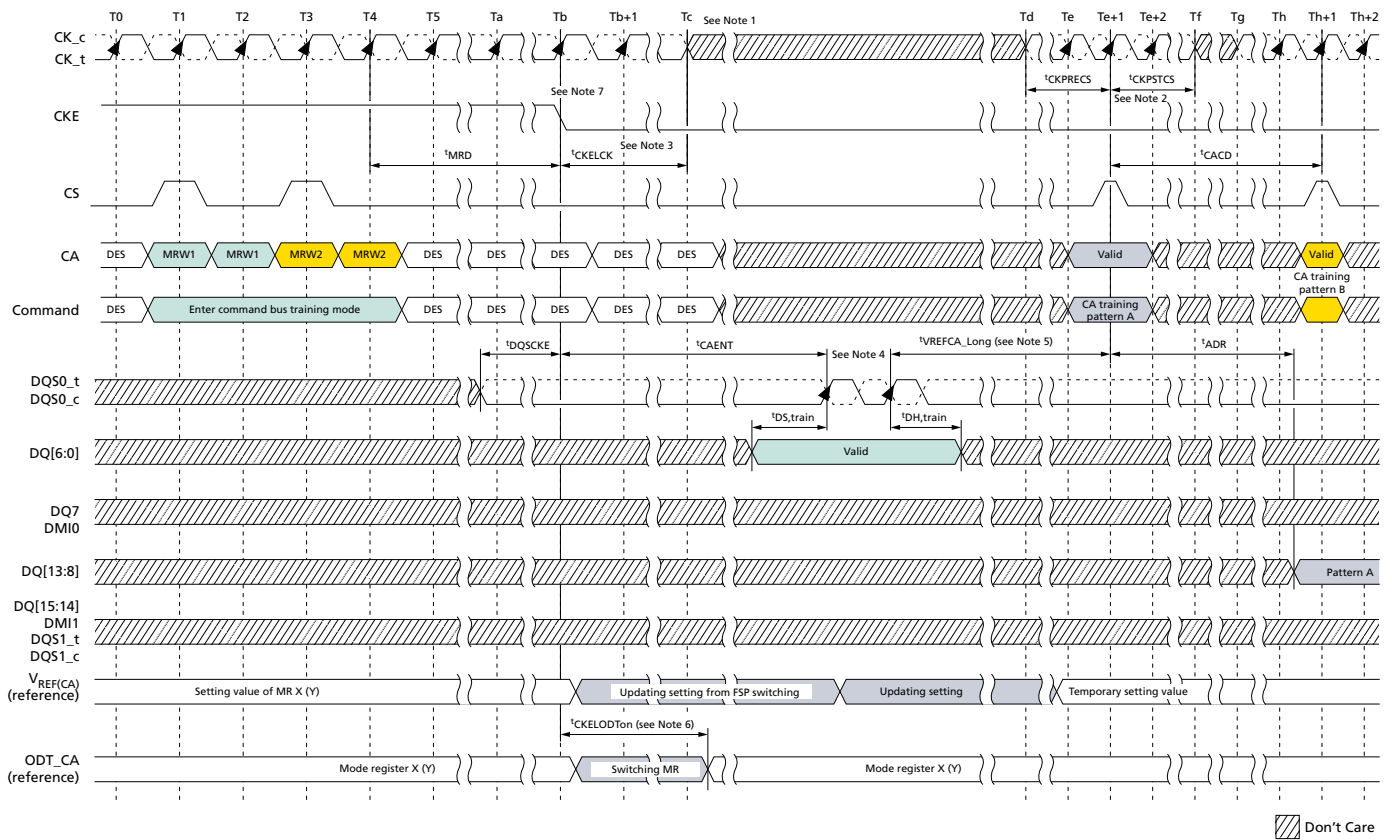 T0 T1 T2 T3 T4 T5 Ta Tb Tb+1 Tc See Note 1 Td Te Te+1 Te+2 Tf Tg Th Th+1 Th+2
CK_c
CK_t
tCKPRECS tCKPSTCS
See Note 7 See Note 2
CKE
See Note 3
tMRD tCKELCK tCACD
CS
CA DES MRW1 MRW1 MRW2 MRW2 DES DES DES DES DES Valid Valid
CA training
pattern B
Command DES Enter command bus training mode DES DES DES DES DES CA training
pattern A
tDQSCKE tCAENT See Note 4 tVREFCA_Long (see Note 5) tADR
DQS0_t
DQS0_c
tDS,train tDH,train
DQ[6:0] Valid
DQ7
DMI0
DQ[13:8] Pattern A
DQ[15:14]
DMI1
DQS1_t
DQS1_c
VREF(CA)
(reference) Setting value of MR X (Y) Updating setting from FSP switching Updating setting Temporary setting value
tCKELODTon (see Note 6)
ODT_CA
(reference) Mode register X (Y) Switching MR Mode register X (Y)
Don't Care